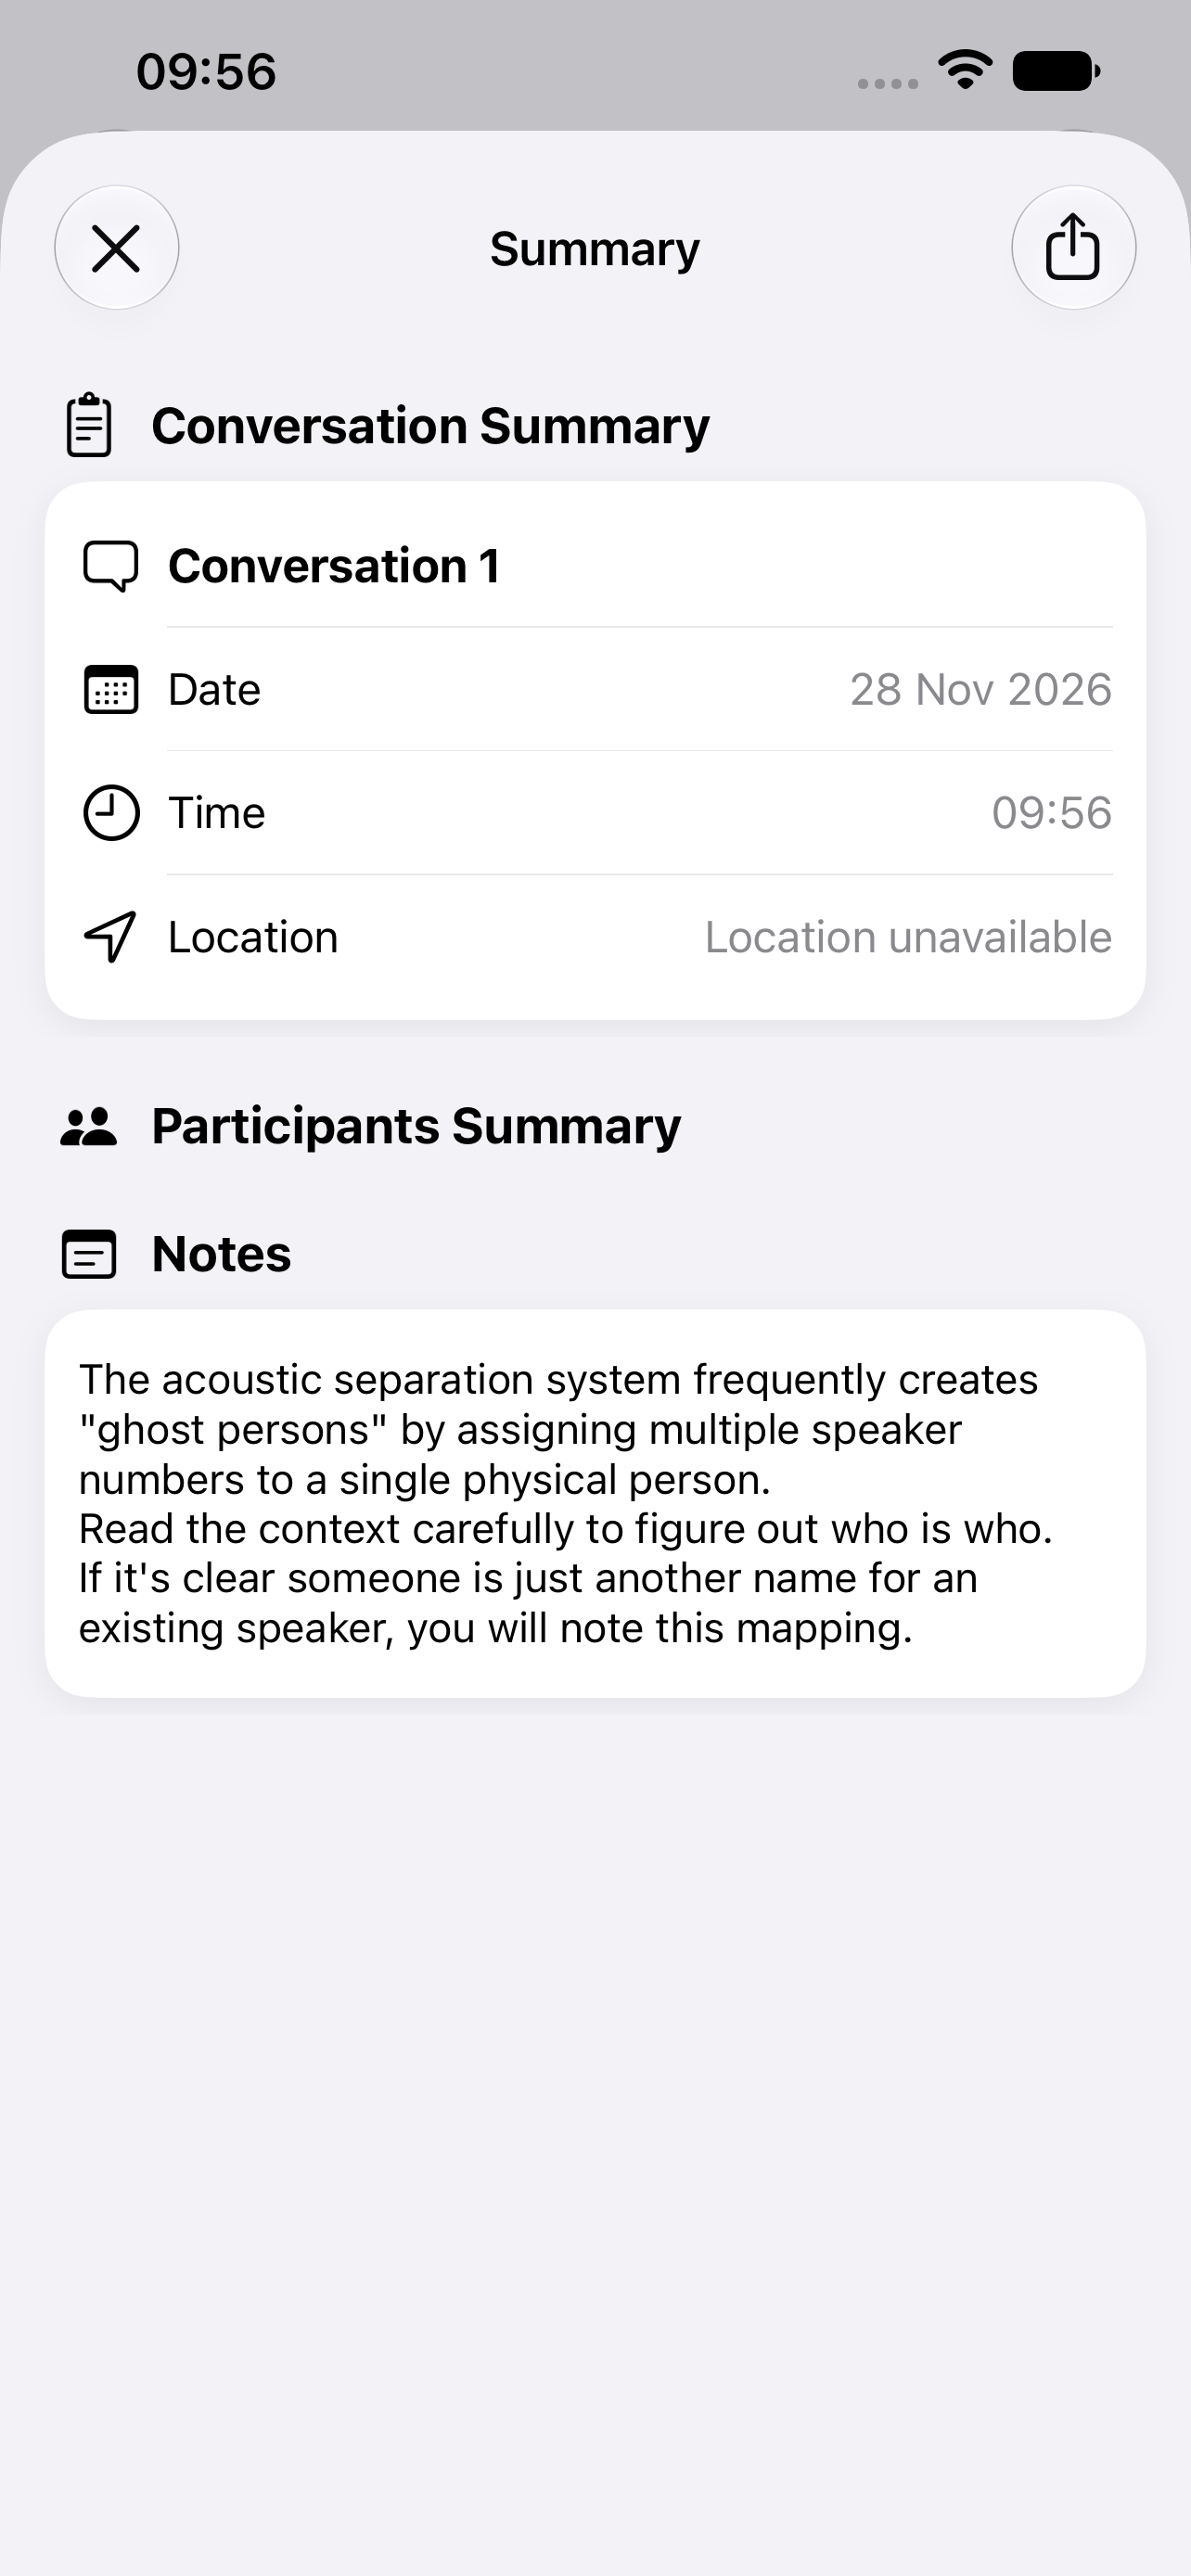 09:56
Summary
Conversation Summary
Conversation 1
Date 28 Nov 2026
Time 09:56
Location Location unavailable
Participants Summary
Notes
The acoustic separation system frequently creates
"ghost persons" by assigning multiple speaker
numbers to a single physical person.
Read the context carefully to figure out who is who.
If it's clear someone is just another name for an
existing speaker, you will note this mapping.